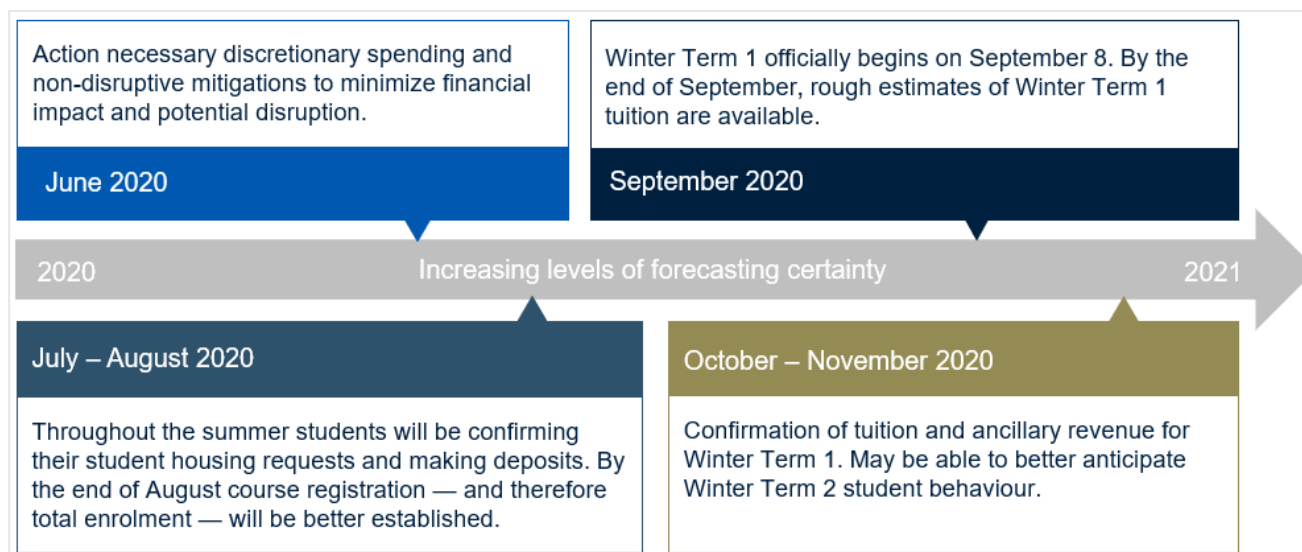 Action necessary discretionary spending and
non-disruptive mitigations to minimize financial
impact and potential disruption.
June 2020
Winter Term 1 officially begins on September 8. By the
end of September, rough estimates of Winter Term 1
tuition are available.
September 2020
2020
Increasing levels of forecasting certainty
2021
July – August 2020
Throughout the summer students will be confirming
their student housing requests and making deposits. By
the end of August course registration — and therefore
total enrolment — will be better established.
October – November 2020
Confirmation of tuition and ancillary revenue for
Winter Term 1. May be able to better anticipate
Winter Term 2 student behaviour.